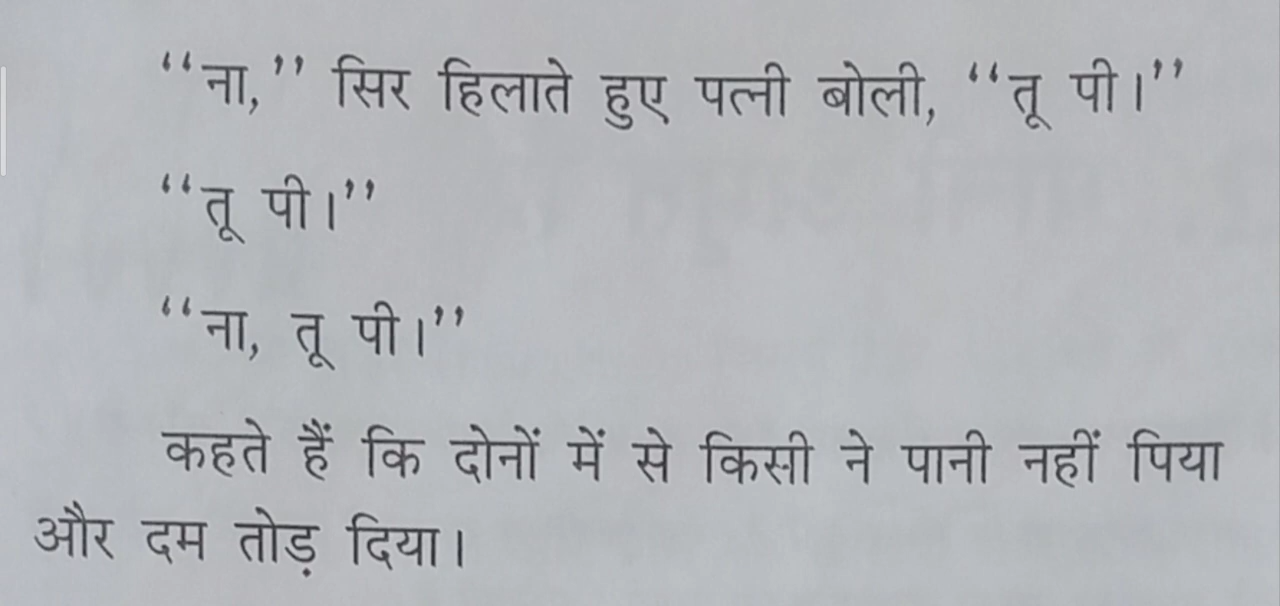 “ना,” सिर हिलाते हुए पत्नी बोली, “तू पी।”
“तू पी।”
“ना, तू पी।”
कहते हैं कि दोनों में से किसी ने पानी नहीं पिया
और दम तोड़ दिया।